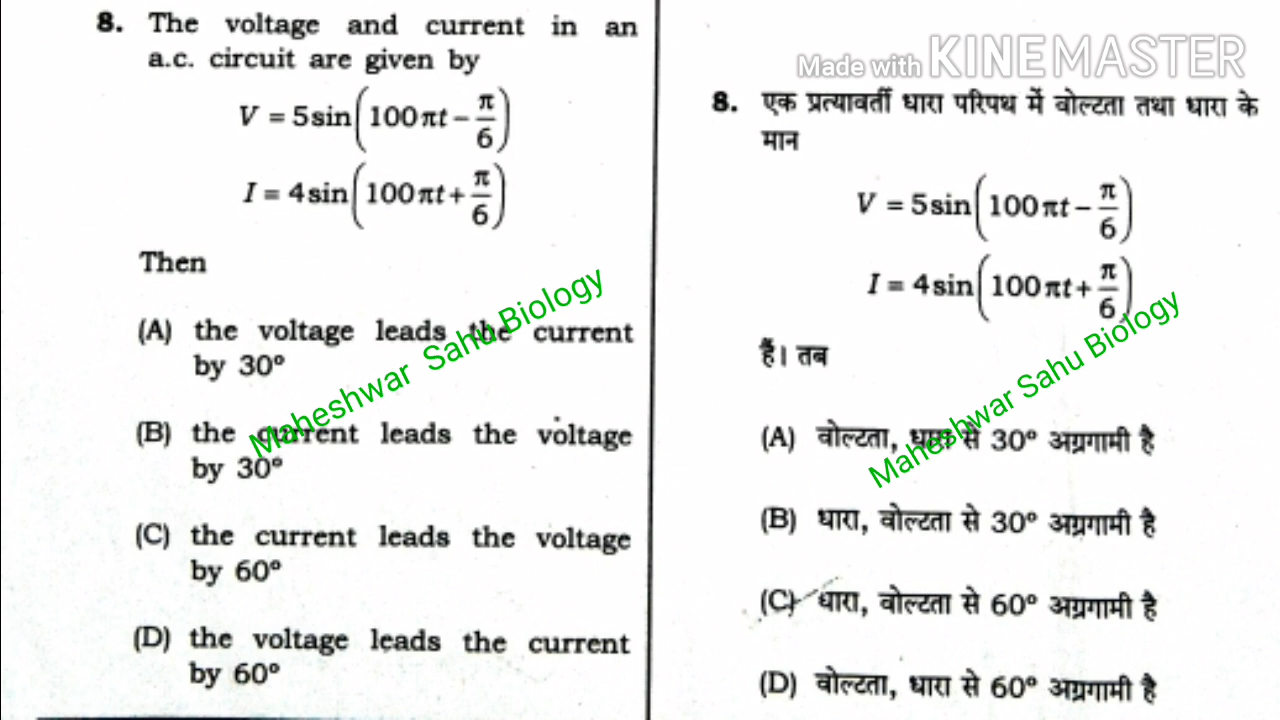 8. The voltage and current in an
a.c. circuit are given by
V = 5sin(100πt − π/6)
I = 4sin(100πt + π/6)
Then
(A) the voltage leads the current
by 30°
(B) the current leads the voltage
by 30°
(C) the current leads the voltage
by 60°
(D) the voltage leads the current
by 60°
Maheshwar Sahu Biology
Made with KINEMASTER
8. एक प्रत्यावर्ती धारा परिपथ में वोल्टता तथा धारा के
मान
V = 5sin(100πt − π/6)
I = 4sin(100πt + π/6)
हैं। तब
(A) वोल्टता, धारा से 30° अग्रगामी है
(B) धारा, वोल्टता से 30° अग्रगामी है
(C) धारा, वोल्टता से 60° अग्रगामी है
(D) वोल्टता, धारा से 60° अग्रगामी है
Maheshwar Sahu Biology